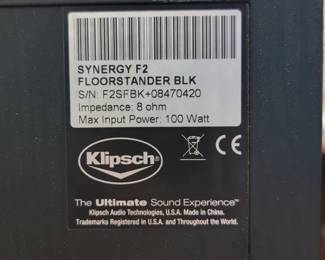 SYNERGY F2
FLOORSTANDER BLK
S/N: F2SFBK+08470420
Impedance: 8 ohm
Max Input Power: 100 Watt
Klipsch®
CE
The Ultimate Sound Experience™
Klipsch Audio Technologies, U.S.A. Made in China.
Trademarks Registered in U.S.A. and Throughout the World.